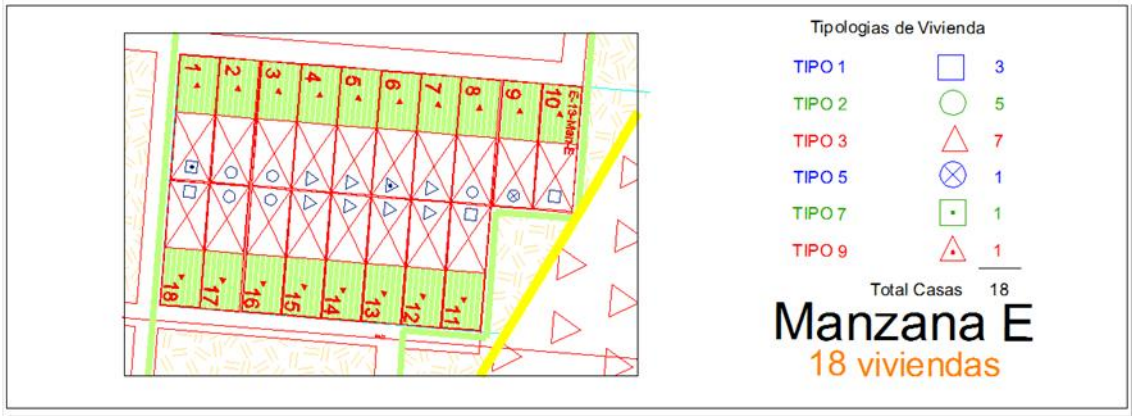 Tipologias de Vivienda
TIPO 1 3
TIPO 2 5
TIPO 3 7
TIPO 5 1
TIPO 7 1
TIPO 9 1
Total Casas 18
Manzana E
18 viviendas
1 2 3 4 5 6 7 8 9 10
E-13-Man-E
18 17 16 15 14 13 12 11